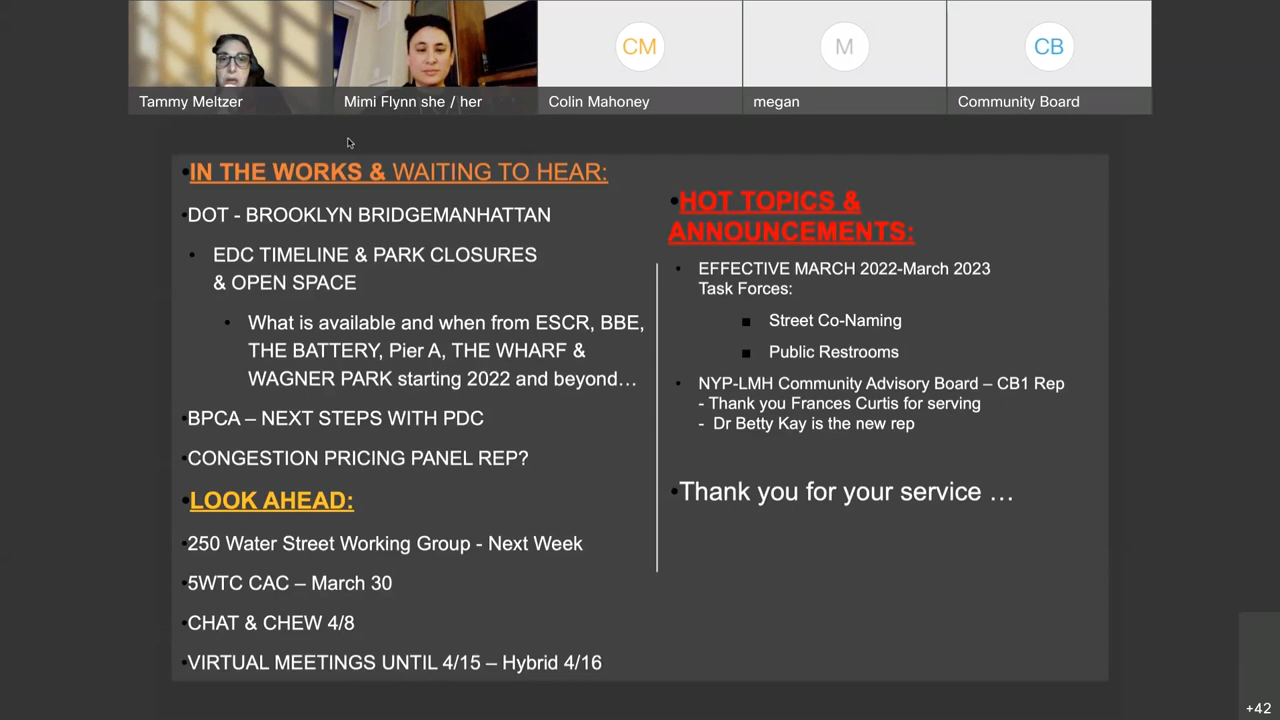 CM
M
CB
Tammy Meltzer
Mimi Flynn she / her
Colin Mahoney
megan
Community Board
•IN THE WORKS & WAITING TO HEAR:
•DOT - BROOKLYN BRIDGEMANHATTAN
• EDC TIMELINE & PARK CLOSURES
& OPEN SPACE
• What is available and when from ESCR, BBE,
THE BATTERY, Pier A, THE WHARF &
WAGNER PARK starting 2022 and beyond…
•BPCA – NEXT STEPS WITH PDC
•CONGESTION PRICING PANEL REP?
•LOOK AHEAD:
•250 Water Street Working Group - Next Week
•5WTC CAC – March 30
•CHAT & CHEW 4/8
•VIRTUAL MEETINGS UNTIL 4/15 – Hybrid 4/16
•HOT TOPICS &
ANNOUNCEMENTS:
• EFFECTIVE MARCH 2022-March 2023
Task Forces:
▪ Street Co-Naming
▪ Public Restrooms
• NYP-LMH Community Advisory Board – CB1 Rep
- Thank you Frances Curtis for serving
- Dr Betty Kay is the new rep
•Thank you for your service …
+42